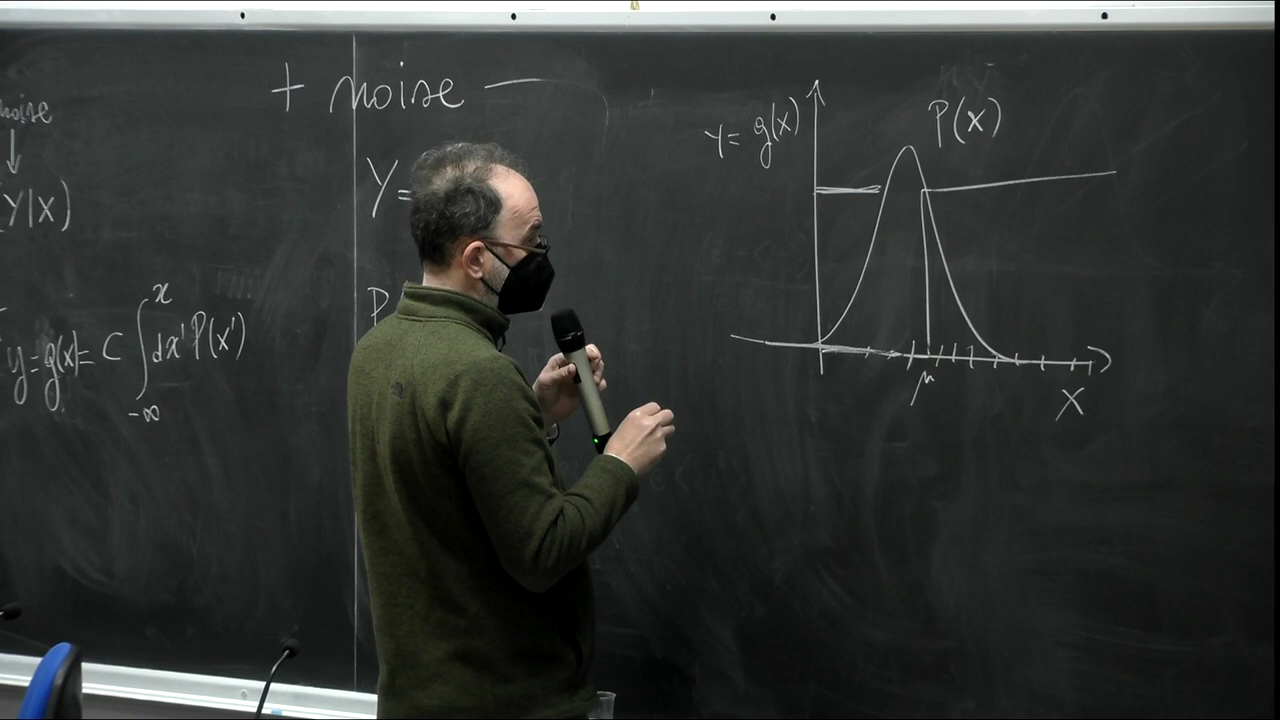 noise
↓
(Y|X)
y=g(x)= C ∫_{-∞}^{x} dx' P(x')
+ noise
Y=
P
Y= g(x)
P(x)
μ
X